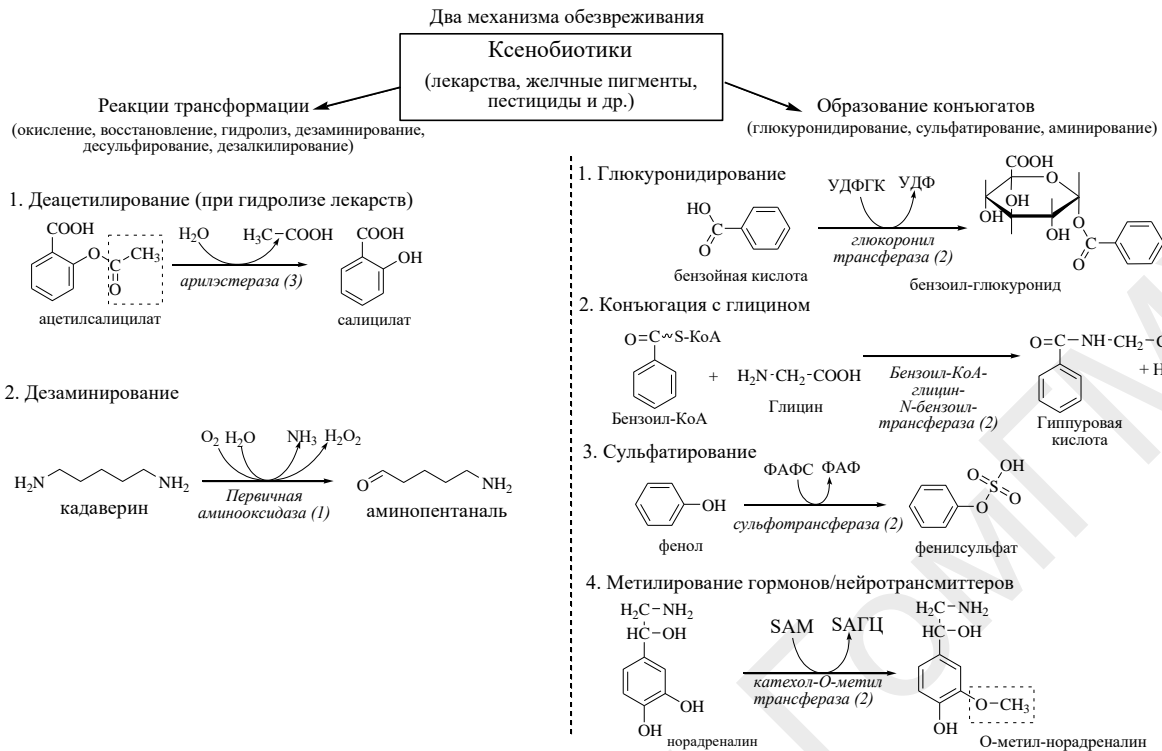 Два механизма обезвреживания
Ксенобиотики
(лекарства, желчные пигменты,
пестициды и др.)
Реакции трансформации
(окисление, восстановление, гидролиз, дезаминирование,
десульфирование, дезалкилирование)
1. Деацетилирование (при гидролизе лекарств)
COOH
O
CH3
O
H2O
H3C–COOH
арилэстераза (3)
COOH
OH
ацетилсалицилат
салицилат
2. Дезаминирование
O2 H2O
NH3 H2O2
H2N
NH2
Первичная
аминооксидаза (1)
O
NH2
кадаверин
аминопентаналь
Образование конъюгатов
(глюкуронидирование, сульфатирование, аминирование)
1. Глюкуронидирование
HO
O
УДФГК
УДФ
глюкоронил
трансфераза (2)
COOH
O
OH
OH
OH
O
O
бензойная кислота
бензоил-глюкуронид
2. Конъюгация с глицином
O=C~S-КоА
+
H2N-CH2-COOH
Бензоил-КоА-
глицин-
N-бензоил-
трансфераза (2)
O=C–NH-CH2-C
+ H
Бензоил-КоА
Глицин
Гиппуровая
кислота
3. Сульфатирование
OH
ФАФС
ФАФ
сульфотрансфераза (2)
OH
O
S
O
O
фенол
фенилсульфат
4. Метилирование гормонов/нейротрансмиттеров
H2C–NH2
HC–OH
OH
OH
SAM
SAГЦ
катехол-О-метил
трансфераза (2)
H2C–NH2
HC–OH
O–CH3
OH
норадреналин
О-метил-норадреналин
ГомГМ